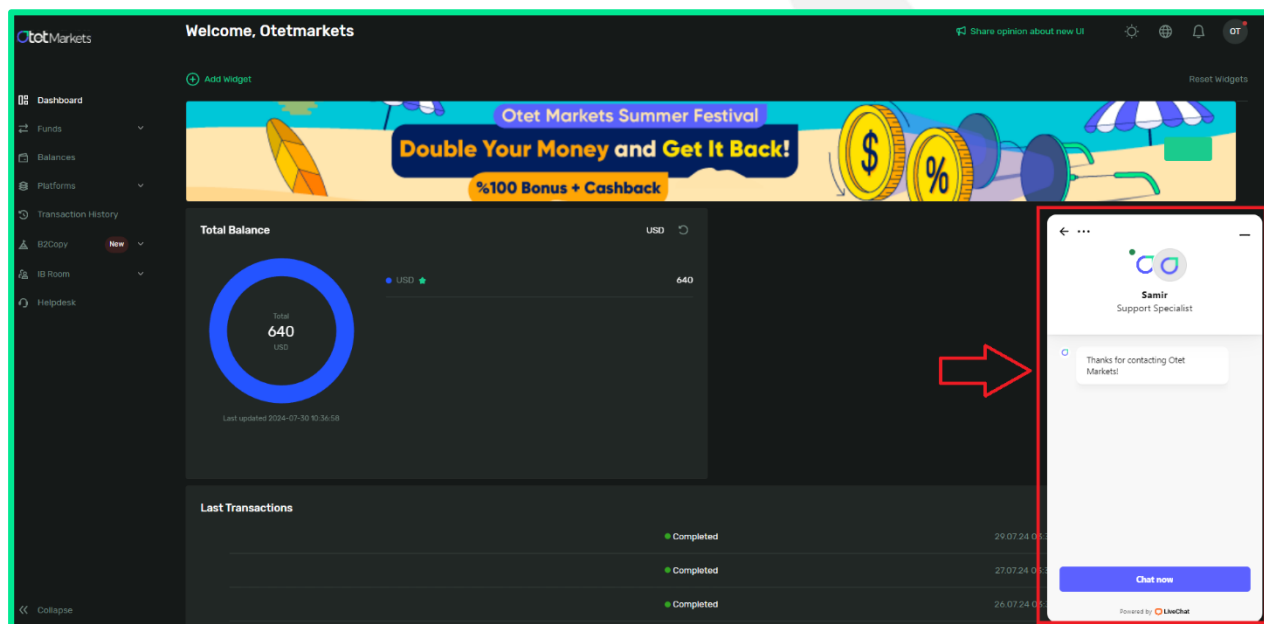 OtetMarkets
Welcome, Otetmarkets
Share opinion about new UI
OT
Add Widget
Reset Widgets
Dashboard
Funds
Balances
Platforms
Transaction History
B2Copy New
IB Room
Helpdesk
Collapse
Otet Markets Summer Festival
Double Your Money and Get It Back!
%100 Bonus + Cashback
$
%
Total Balance
USD
Total
640
USD
USD
640
Last updated 2024-07-30 10:36:58
Last Transactions
Completed
29.07.24
Completed
27.07.24
Completed
26.07.24
Samir
Support Specialist
Thanks for contacting Otet
Markets!
Chat now
Powered by LiveChat